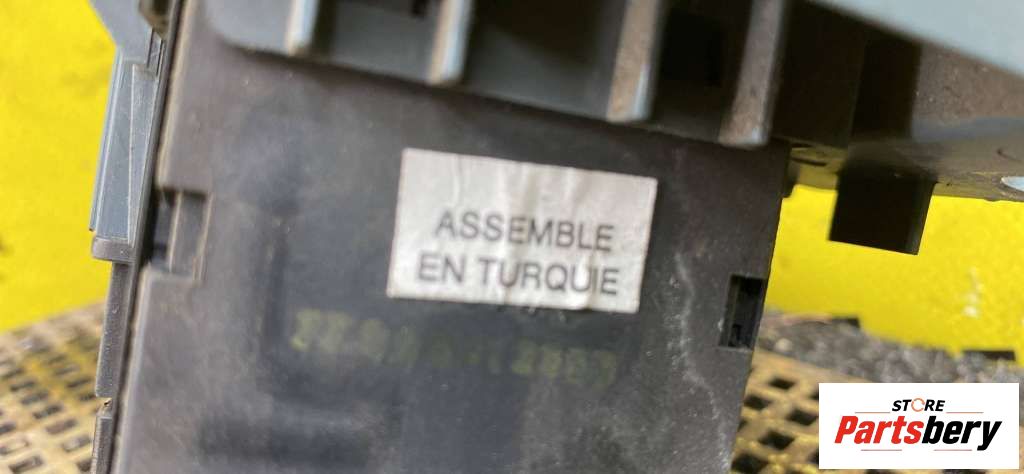 ASSEMBLE
EN TURQUIE
STORE
Partsbery